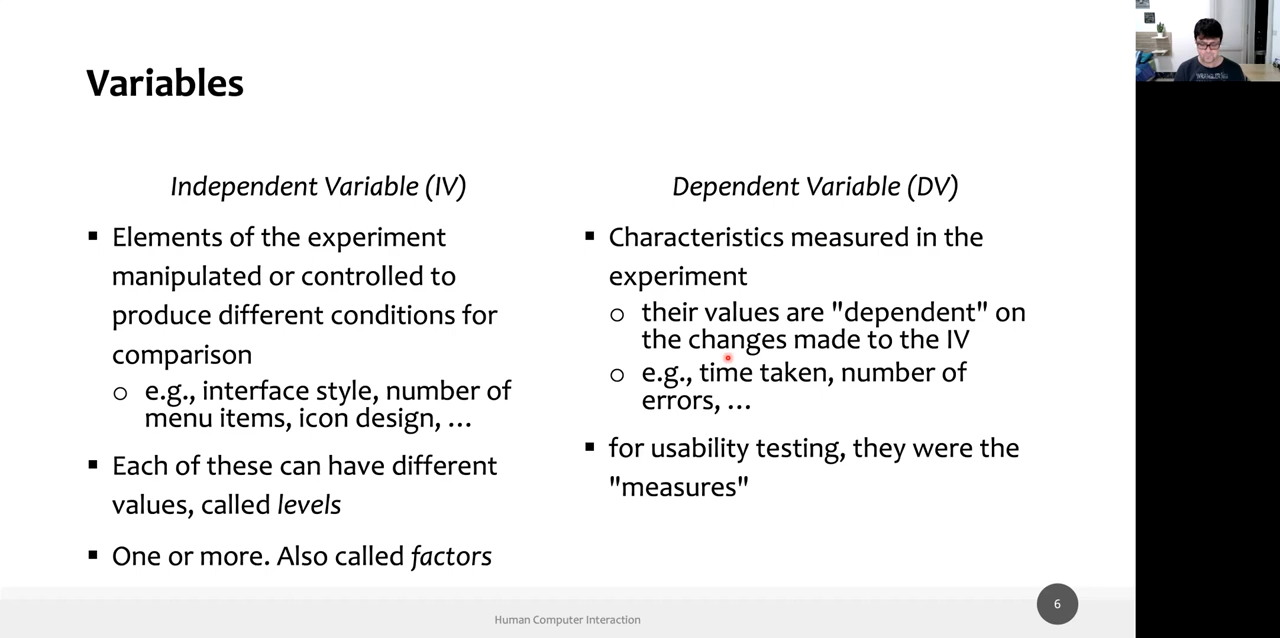 Variables
Independent Variable (IV)
▪ Elements of the experiment
manipulated or controlled to
produce different conditions for
comparison
o e.g., interface style, number of
menu items, icon design, …
▪ Each of these can have different
values, called levels
▪ One or more. Also called factors
Dependent Variable (DV)
▪ Characteristics measured in the
experiment
o their values are "dependent" on
the changes made to the IV
o e.g., time taken, number of
errors, …
▪ for usability testing, they were the
"measures"
Human Computer Interaction
6